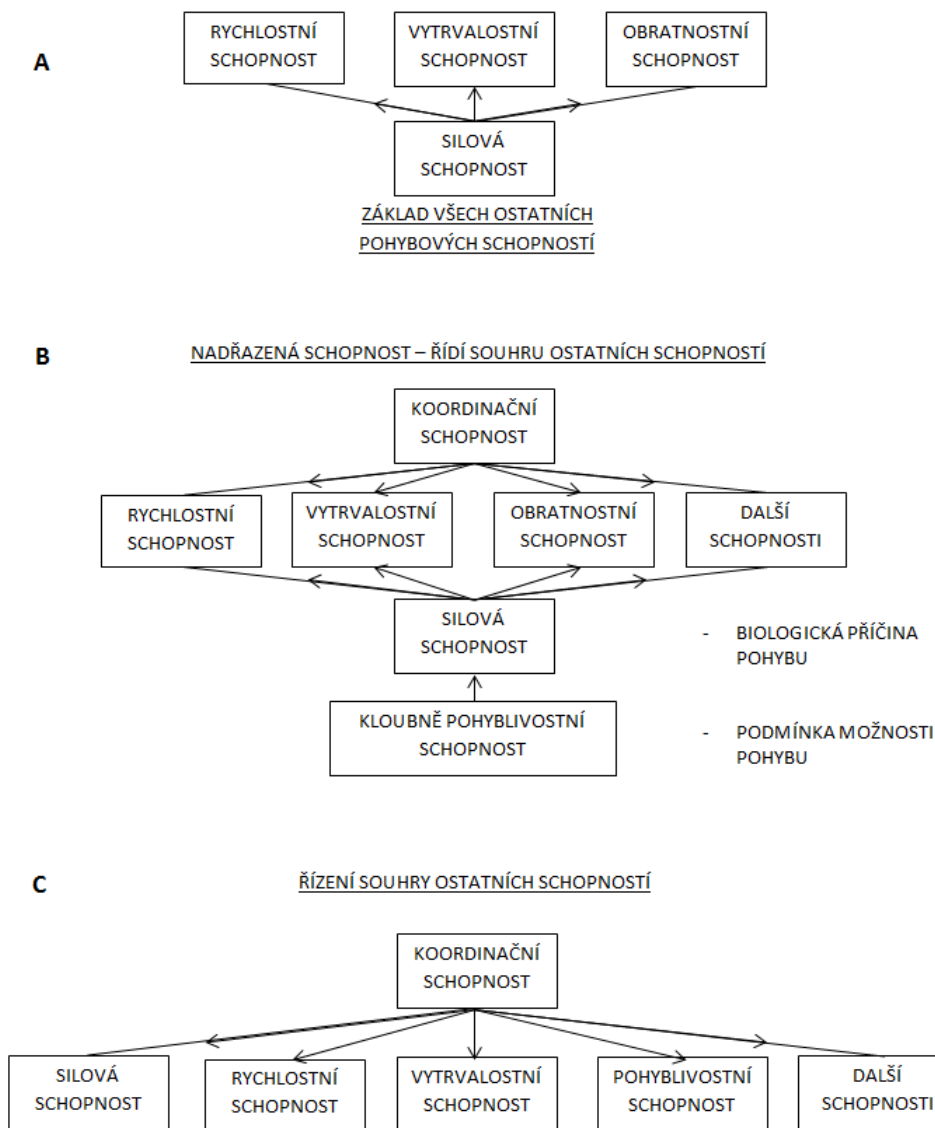 A
RYCHLOSTNÍ
SCHOPNOST
VYTRVALOSTNÍ
SCHOPNOST
OBRATNOSTNÍ
SCHOPNOST
SILOVÁ
SCHOPNOST
ZÁKLAD VŠECH OSTATNÍCH
POHYBOVÝCH SCHOPNOSTÍ
B
NADŘAZENÁ SCHOPNOST – ŘÍDÍ SOUHRU OSTATNÍCH SCHOPNOSTÍ
KOORDINAČNÍ
SCHOPNOST
RYCHLOSTNÍ
SCHOPNOST
VYTRVALOSTNÍ
SCHOPNOST
OBRATNOSTNÍ
SCHOPNOST
DALŠÍ
SCHOPNOSTI
SILOVÁ
SCHOPNOST
- BIOLOGICKÁ PŘÍČINA
POHYBU
KLOUBNĚ POHYBLIVOSTNÍ
SCHOPNOST
- PODMÍNKA MOŽNOSTI
POHYBU
C
ŘÍZENÍ SOUHRY OSTATNÍCH SCHOPNOSTÍ
KOORDINAČNÍ
SCHOPNOST
SILOVÁ
SCHOPNOST
RYCHLOSTNÍ
SCHOPNOST
VYTRVALOSTNÍ
SCHOPNOST
POHYBLIVOSTNÍ
SCHOPNOST
DALŠÍ
SCHOPNOSTI